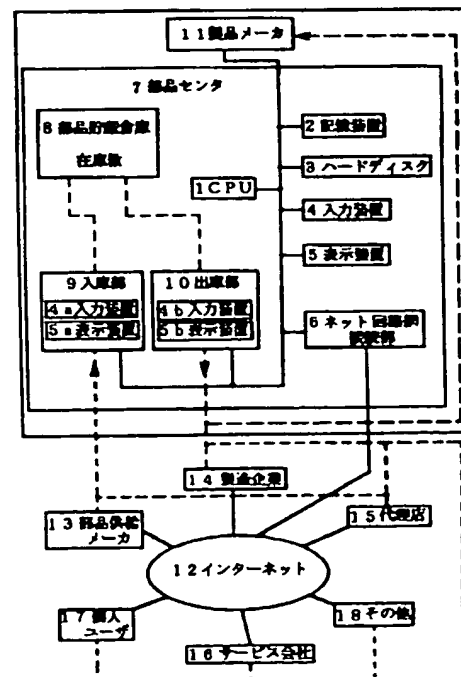 11製品メーカ
7部品センタ
8部品貯蔵倉庫
在庫数
2記憶装置
3ハードディスク
1CPU
4入力装置
5表示装置
9入庫部
4a入力装置
5a表示装置
10出庫部
4b入力装置
5b表示装置
6ネット回路網
接続部
14製造企業
13部品供給
メーカ
15代理店
12インターネット
17個人
ユーザ
18その他
16サービス会社